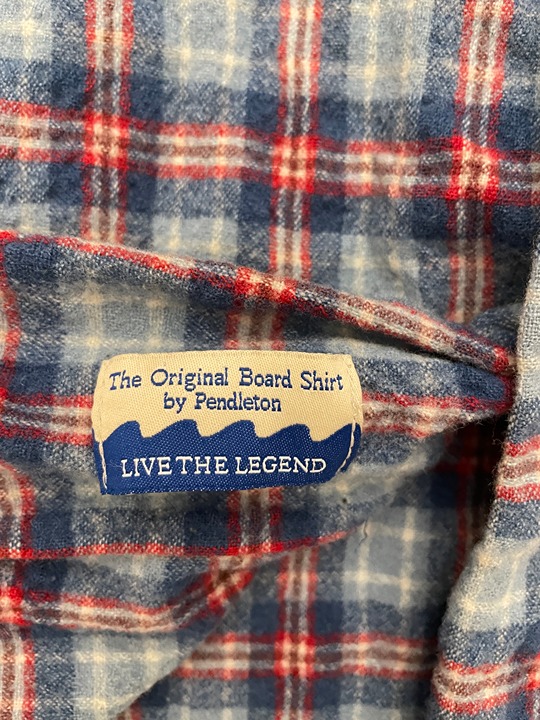 The Original Board Shirt
by Pendleton
LIVE THE LEGEND